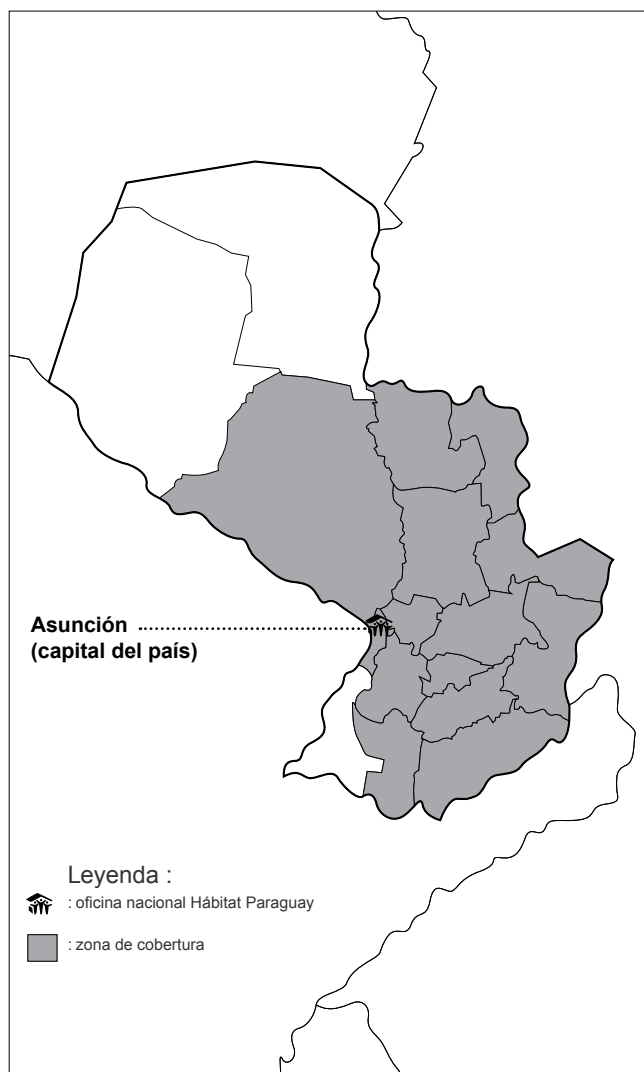 Asunción
(capital del país)
Leyenda :
: oficina nacional Hábitat Paraguay
: zona de cobertura